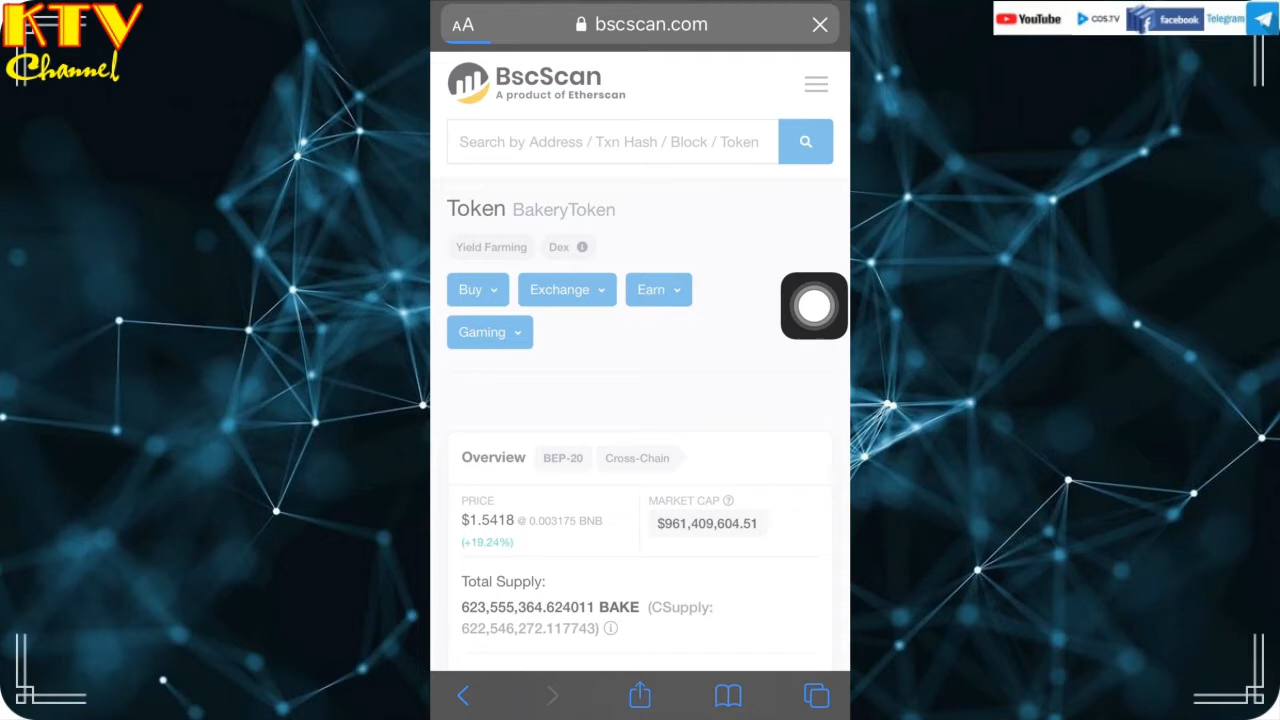 KTV
Channel
YouTube
COS.TV
facebook
Telegram
AA
bscscan.com
BscScan
A product of Etherscan
Search by Address / Txn Hash / Block / Token
Token BakeryToken
Yield Farming
Dex
Buy
Exchange
Earn
Gaming
Overview
BEP-20
Cross-Chain
PRICE
$1.5418 @ 0.003175 BNB
(+19.24%)
MARKET CAP
$961,409,604.51
Total Supply:
623,555,364.624011 BAKE (CSupply:
622,546,272.117743)